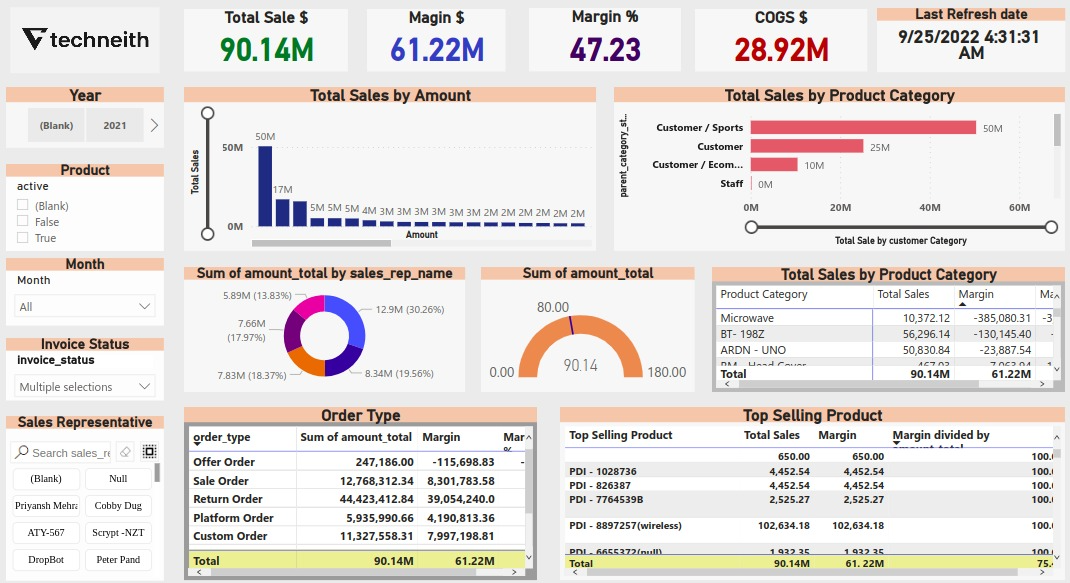 techneith
Total Sale $
90.14M
Magin $
61.22M
Margin %
47.23
COGS $
28.92M
Last Refresh date
9/25/2022 4:31:31
AM
Year
(Blank)
2021
Product
active
(Blank)
False
True
Month
Month
All
Invoice Status
invoice_status
Multiple selections
Sales Representative
Search sales_re
(Blank)
Null
Priyansh Mehra
Cobby Dug
ATY-567
Scrypt -NZT
DropBot
Peter Pand
Total Sales by Amount
Total Sales
50M
0M
50M
17M
5M 5M 5M 4M 3M 3M 3M 3M 3M 3M 2M 2M 2M 2M 2M 2M
Amount
Total Sales by Product Category
parent_category_st...
Customer / Sports
50M
Customer
25M
Customer / Ecom...
10M
Staff
0M
0M 20M 40M 60M
Total Sale by customer Category
Sum of amount_total by sales_rep_name
5.89M (13.83%)
12.9M (30.26%)
7.66M
(17.97%)
7.83M (18.37%)
8.34M (19.56%)
Sum of amount_total
80.00
0.00
90.14
180.00
Total Sales by Product Category
Product Category Total Sales Margin Ma
Microwave 10,372.12 -385,080.31 -3
BT- 198Z 56,296.14 -130,145.40 -
ARDN - UNO 50,830.84 -23,887.54
Total 90.14M 61.22M
Order Type
order_type Sum of amount_total Margin Mar
%
Offer Order 247,186.00 -115,698.83 -
Sale Order 12,768,312.34 8,301,783.58
Return Order 44,423,412.84 39,054,240.0
Platform Order 5,935,990.66 4,190,813.36
Custom Order 11,327,558.31 7,997,198.81
Total 90.14M 61.22M
Top Selling Product
Top Selling Product Total Sales Margin Margin divided by
amount_total
650.00 650.00 100.
PDI - 1028736 4,452.54 4,452.54 100.
PDI - 826387 4,452.54 4,452.54 100.
PDI - 7764539B 2,525.27 2,525.27 100.
PDI - 8897257(wireless) 102,634.18 102,634.18 100.
PDI - 6655372(null) 1,932.35 1,932.35 100.
Total 90.14M 61.22M 75.